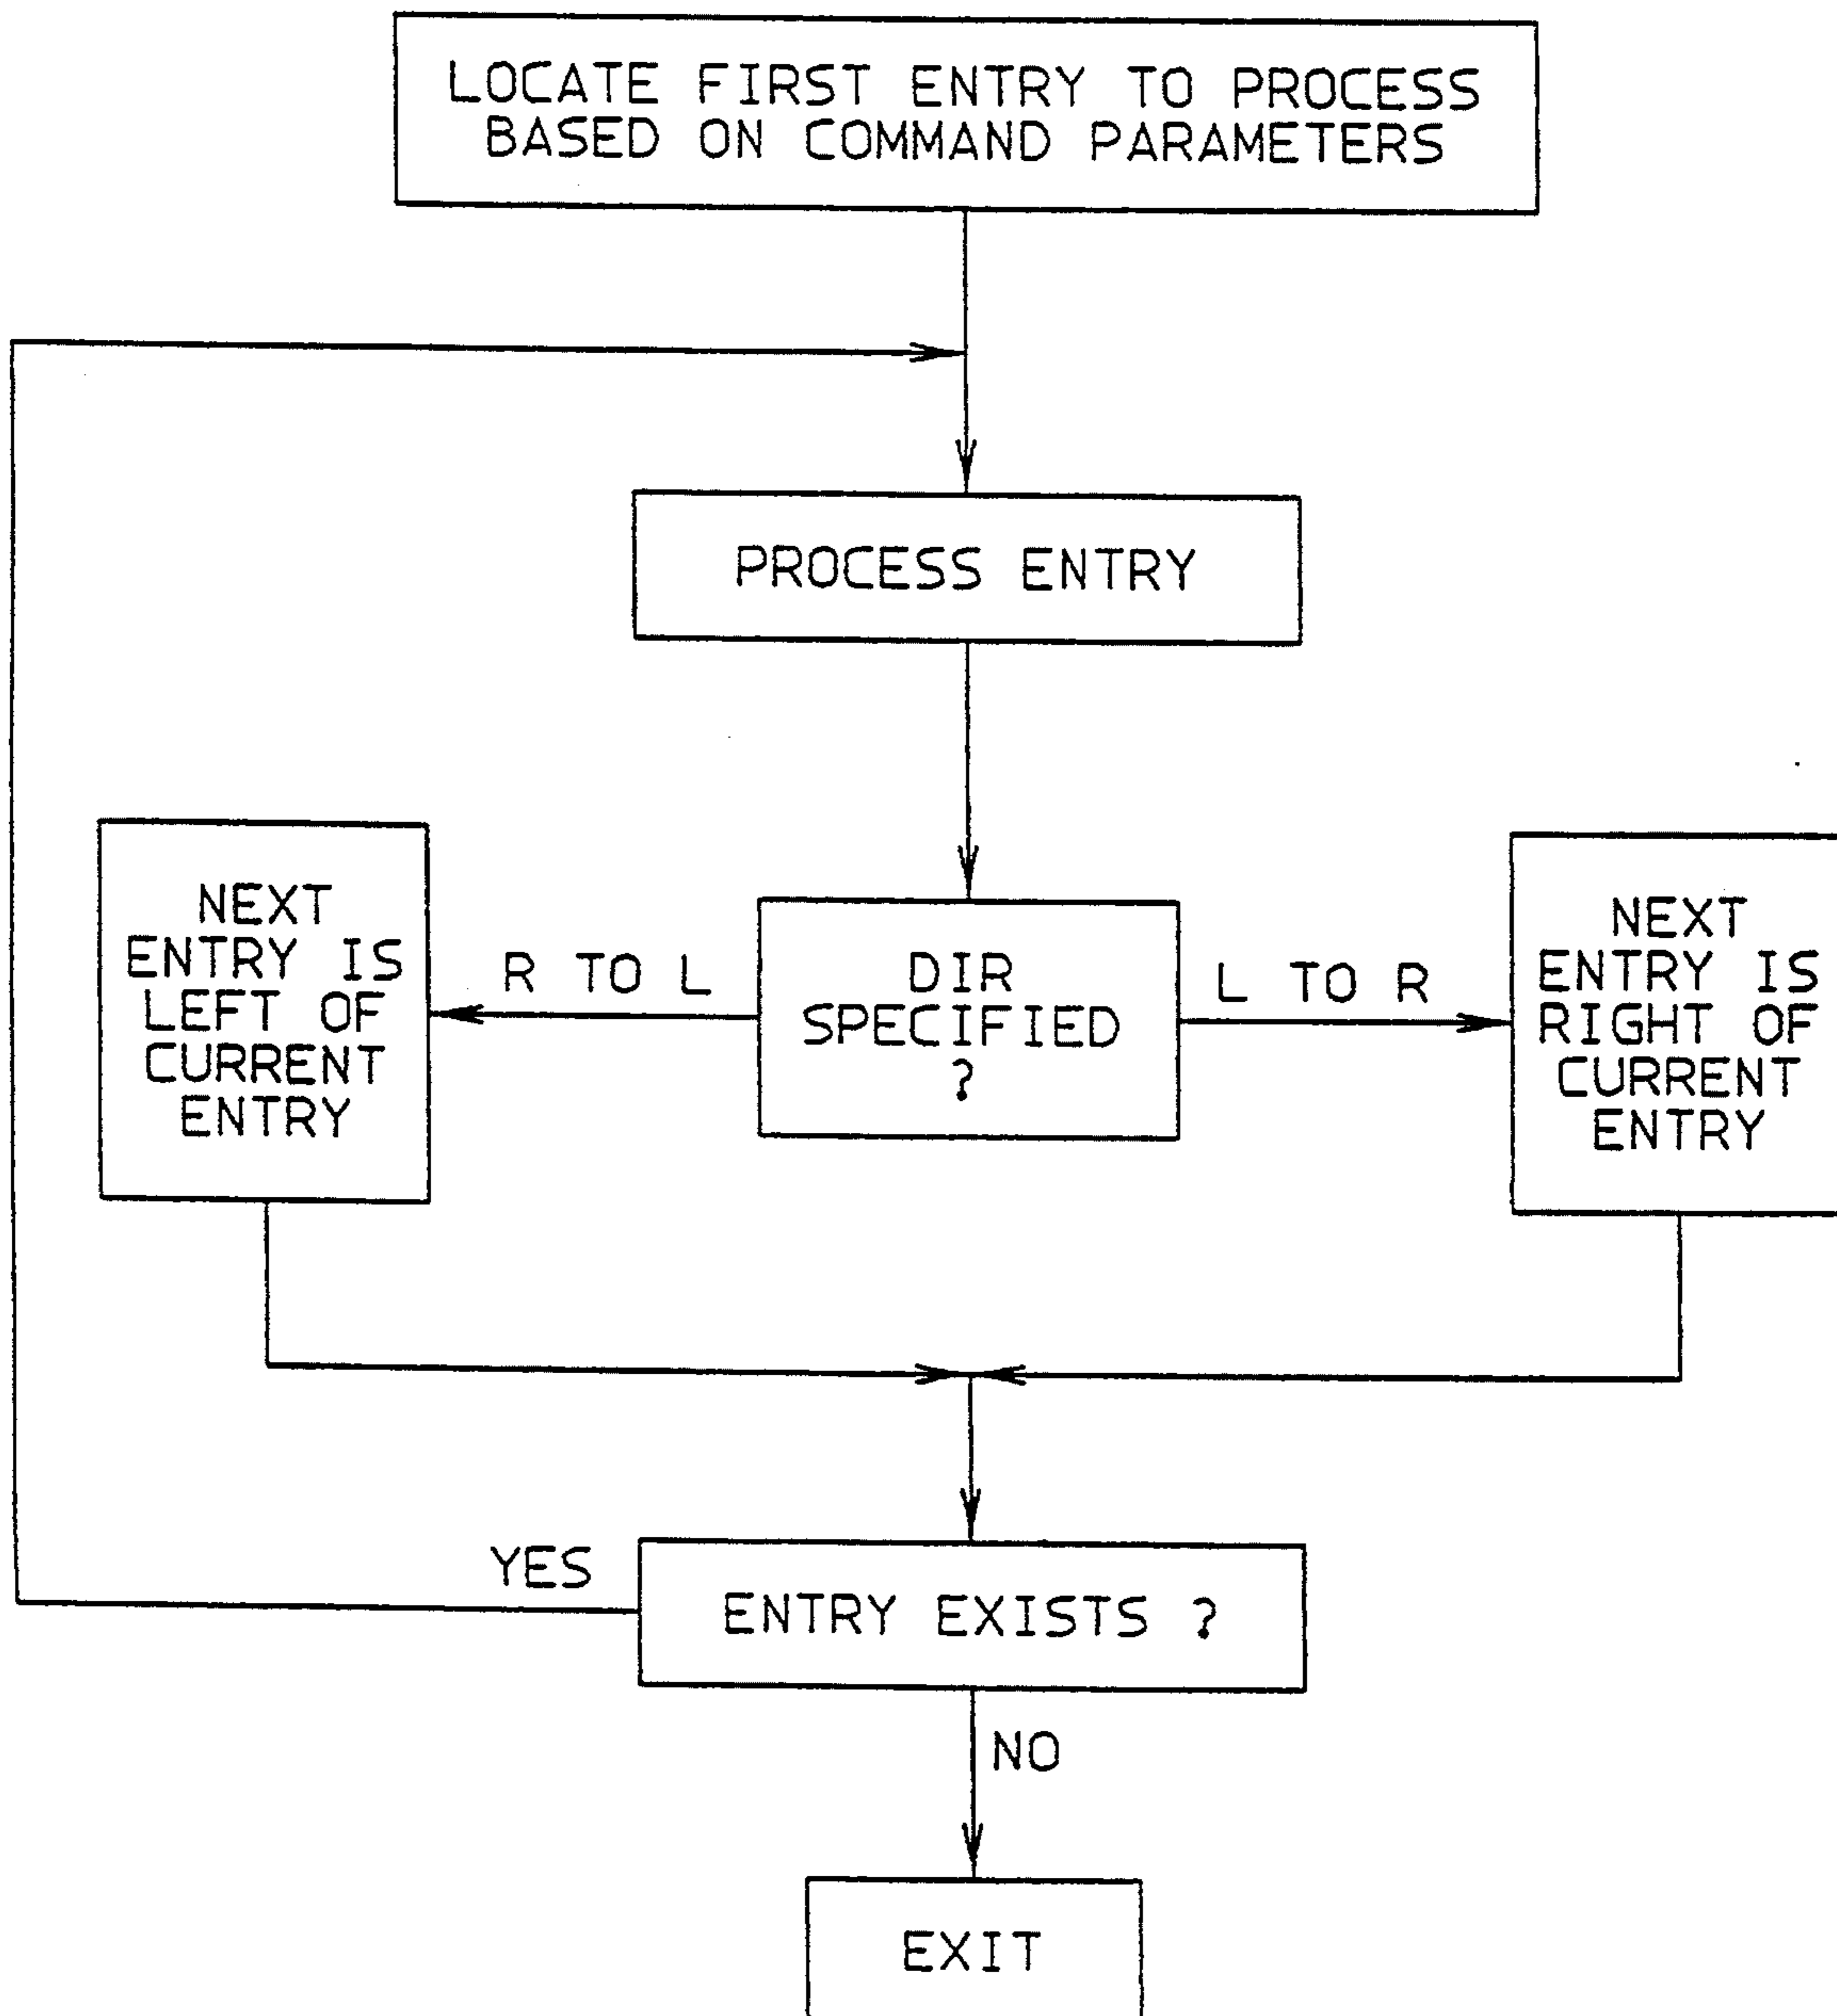 LOCATE FIRST ENTRY TO PROCESS
BASED ON COMMAND PARAMETERS
PROCESS ENTRY
NEXT
ENTRY IS
LEFT OF
CURRENT
ENTRY
R TO L
DIR
SPECIFIED
?
L TO R
NEXT
ENTRY IS
RIGHT OF
CURRENT
ENTRY
YES
ENTRY EXISTS ?
NO
EXIT